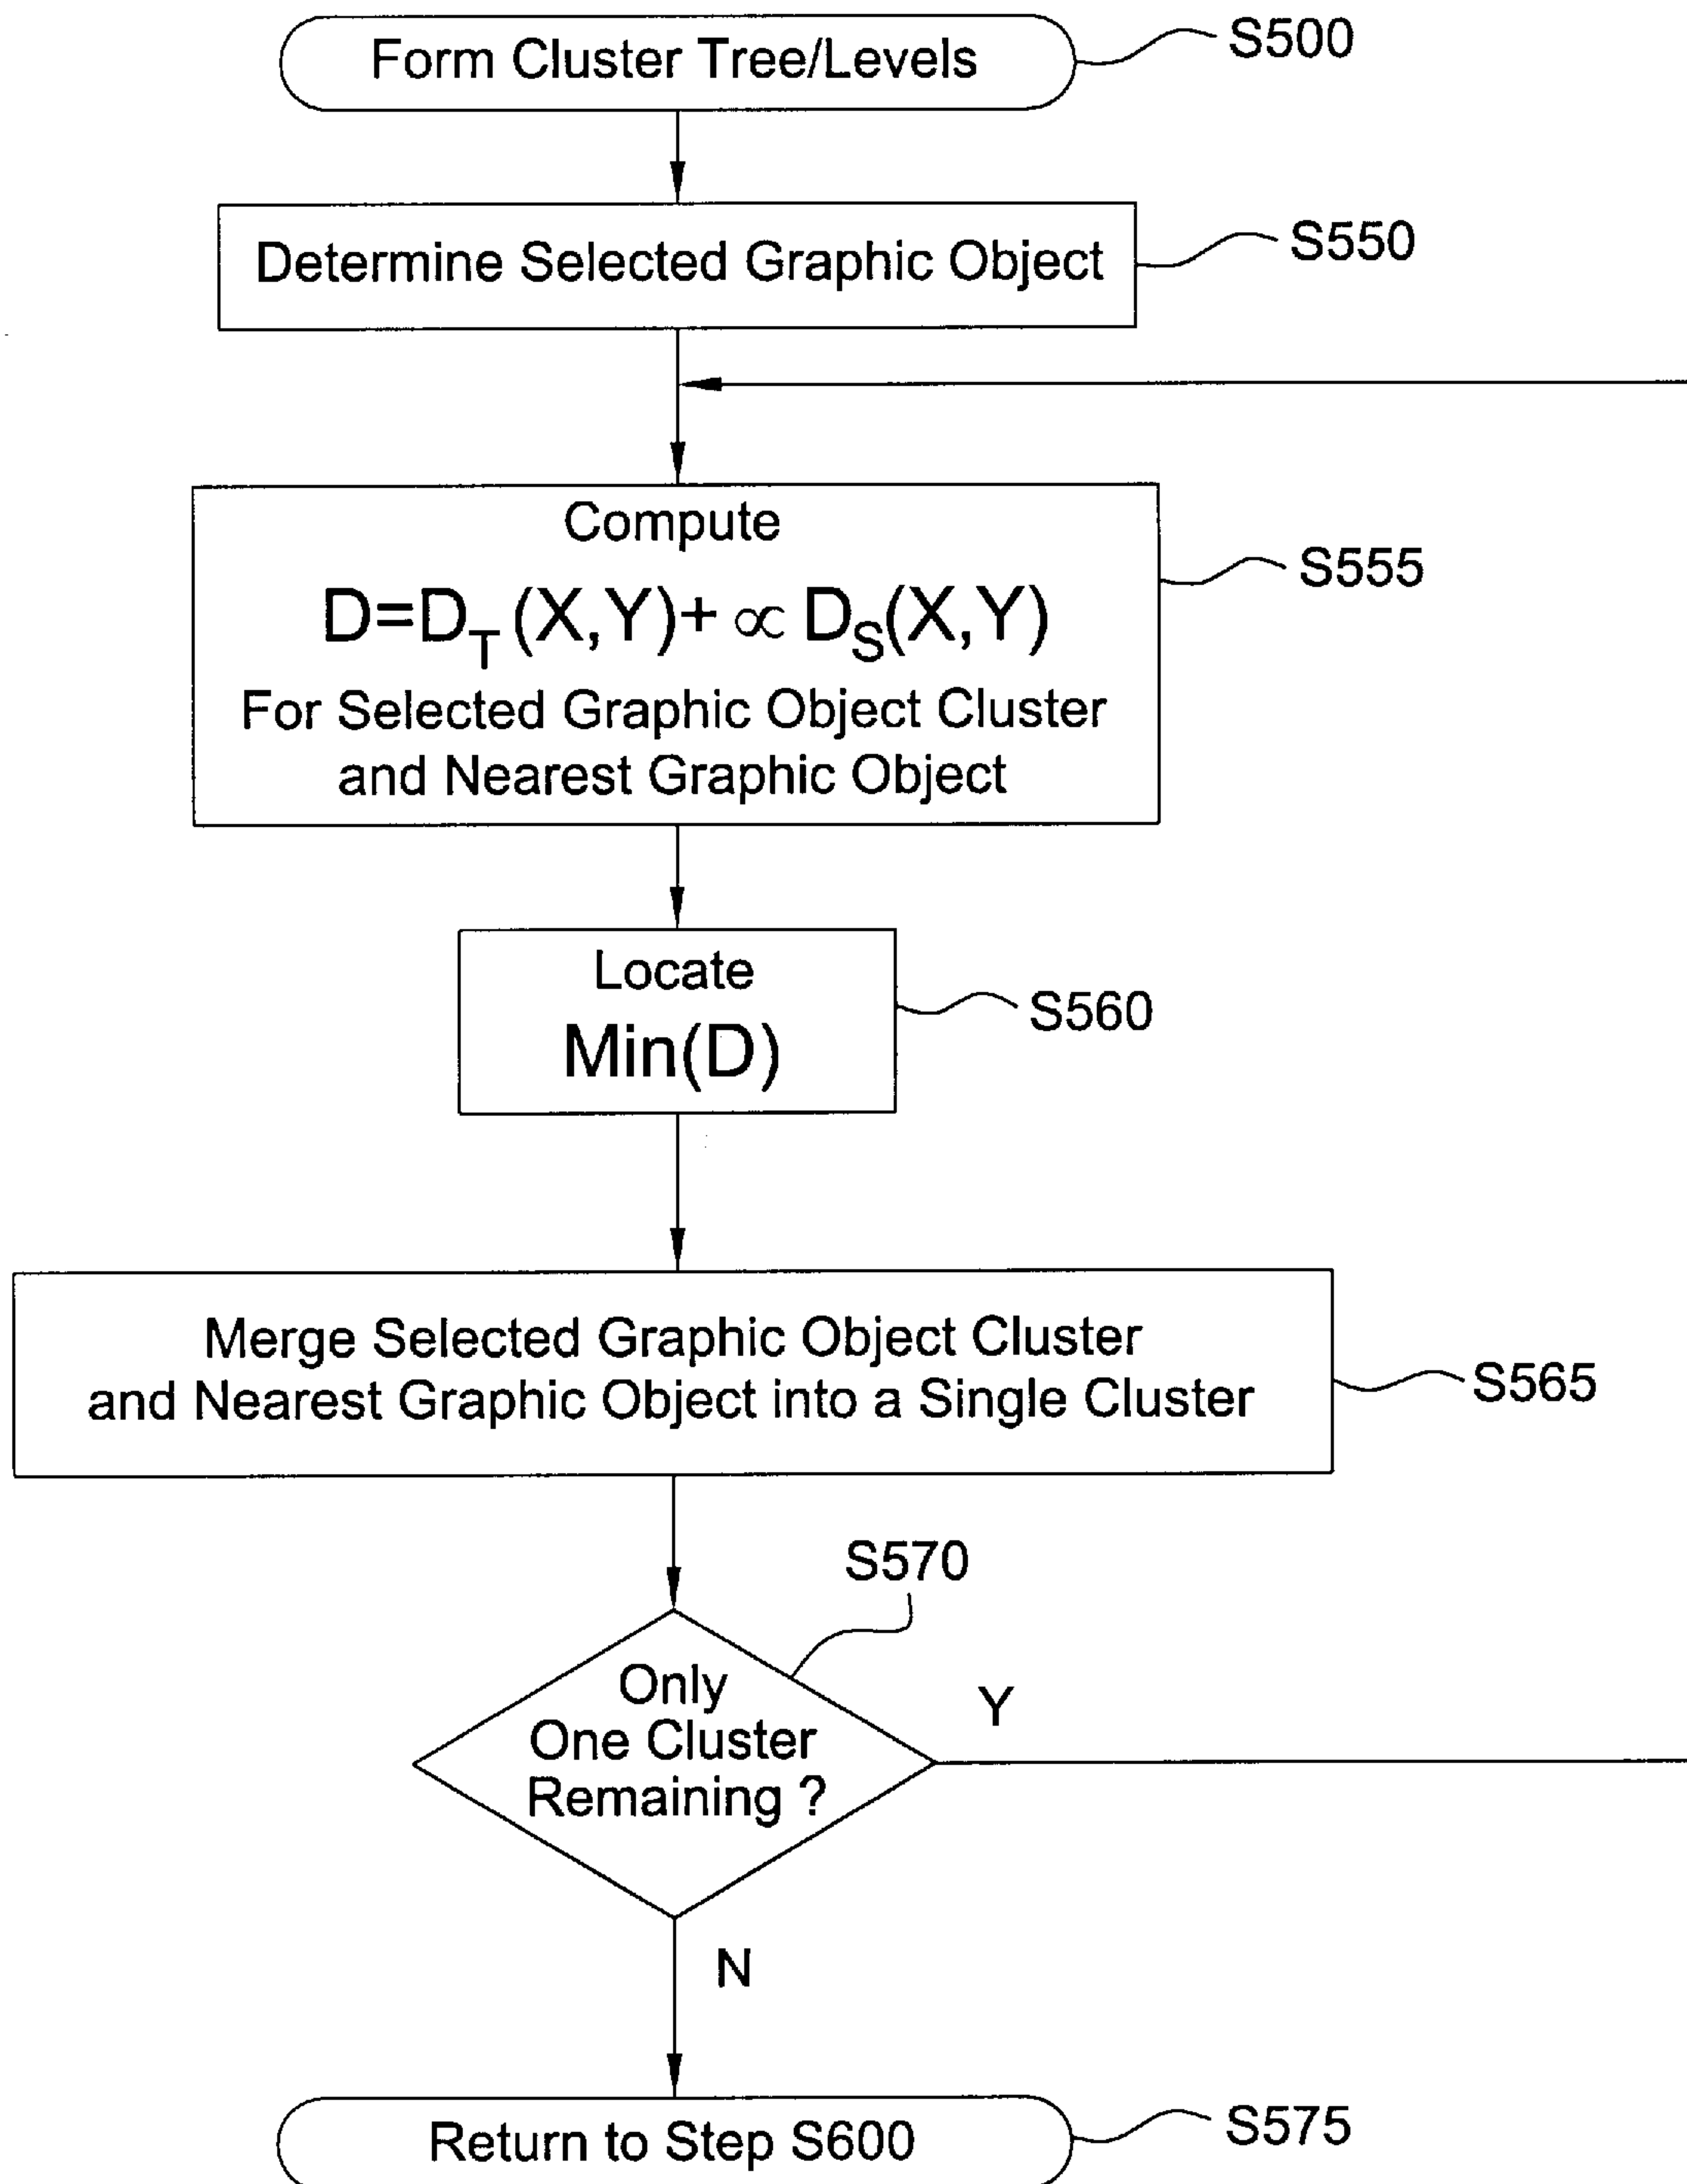 Form Cluster Tree/Levels
S500
Determine Selected Graphic Object
S550
Compute
D=D_T(X,Y)+ ∝ D_S(X,Y)
For Selected Graphic Object Cluster
and Nearest Graphic Object
S555
Locate
Min(D)
S560
Merge Selected Graphic Object Cluster
and Nearest Graphic Object into a Single Cluster
S565
S570
Only
One Cluster
Remaining ?
Y
N
Return to Step S600
S575